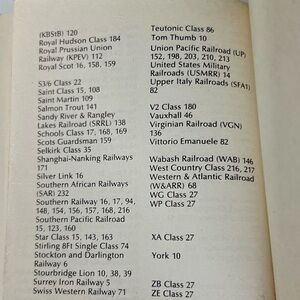 (KBStB) 120
Royal Hudson Class 184
Royal Prussian Union
Railway (KPEV) 112
Royal Scot 16, 158, 159
S3/6 Class 22
Saint Class 15, 108
Saint Martin 109
Salmon Trout 41
Sandy River & Rangley
Lakes Railroad (SRRL) 138
Schools Class 17, 168, 169
Scots Guardsman 159
Selkirk Class 35
Shanghai-Nanking Railways
171
Silver Link 16
Southern African Railways
(SAR) 232
Southern Railway 16, 17, 94,
148, 154, 156, 157, 168, 216
Southern Pacific Railroad
15, 123, 160
Star Class 15, 143, 163
Stirling 8Ft Single Class 74
Stockton and Darlington
Railway 6
Stourbridge Lion 10, 38, 39
Surrey Iron Railway 5
Swiss Western Railway 71
Teutonic Class 86
Tom Thumb 10
Union Pacific Railroad (UP)
152, 198, 203, 210, 213
United States Military
Railroads (USMRR) 14
Upper Italy Railroads (SFAT)
82
V2 Class 180
Vauxhall 46
Virginian Railroad (VGN)
136
Vittorio Emanuele 82
Wabash Railroad (WAB) 146
West Country Class 216, 217
Western & Atlantic Railroad
(W&ARR) 68
WG Class 27
WP Class 27
XA Class 27
York 10
ZB Class 27
ZE Class 27